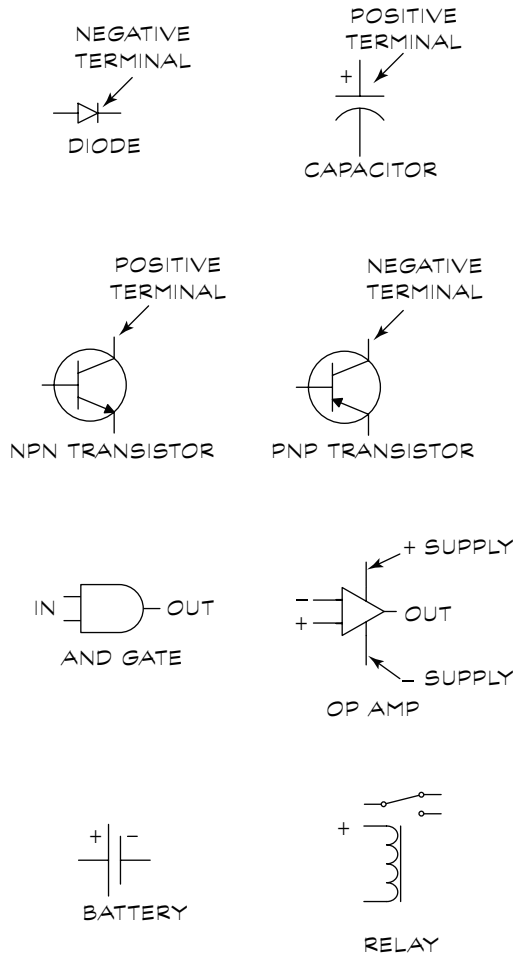 NEGATIVE
TERMINAL
DIODE
POSITIVE
TERMINAL
+
CAPACITOR
POSITIVE
TERMINAL
NPN TRANSISTOR
NEGATIVE
TERMINAL
PNP TRANSISTOR
IN
OUT
AND GATE
+ SUPPLY
−
+
OUT
− SUPPLY
OP AMP
+ −
BATTERY
+
RELAY